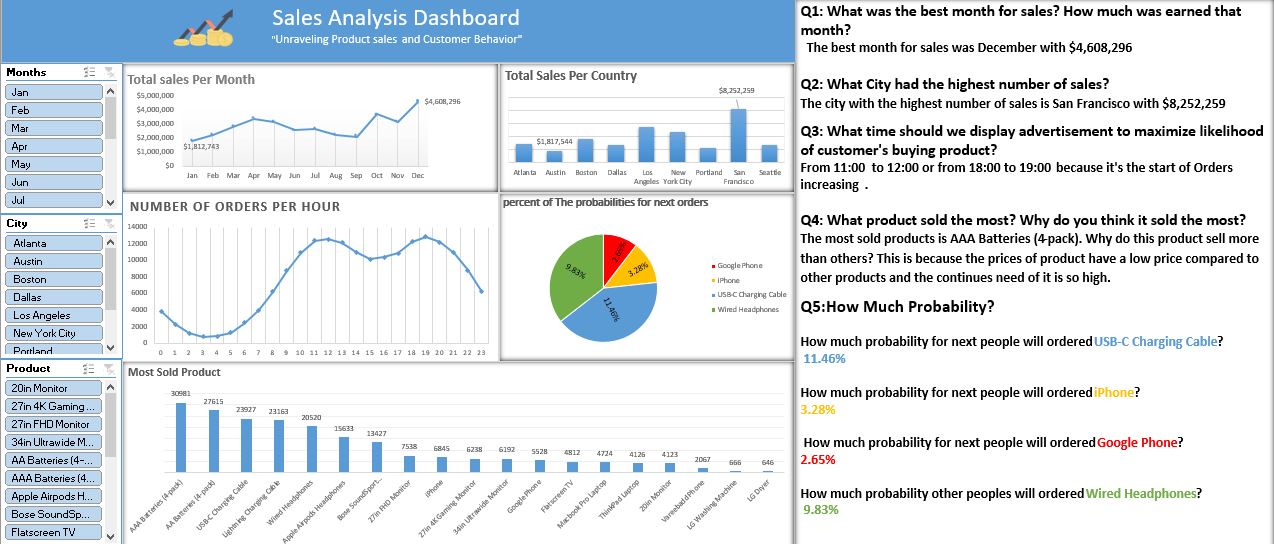 Sales Analysis Dashboard
"Unraveling Product sales and Customer Behavior"
Months
Jan
Feb
Mar
Apr
May
Jun
Jul
City
Atlanta
Austin
Boston
Dallas
Los Angeles
New York City
Portland
Product
20in Monitor
27in 4K Gaming ...
27in FHD Monitor
34in Ultrawide M...
AA Batteries (4-...
AAA Batteries (4...
Apple Airpods H...
Bose SoundSp...
Flatscreen TV
Total sales Per Month
$5,000,000
$4,000,000
$3,000,000
$2,000,000
$1,000,000
$0
$1,812,743
$4,608,296
Jan Feb Mar Apr May Jun Jul Aug Sep Oct Nov Dec
Total Sales Per Country
$8,252,259
$1,817,544
Atlanta Austin Boston Dallas Los Angeles New York City Portland San Francisco Seattle
NUMBER OF ORDERS PER HOUR
14000
12000
10000
8000
6000
4000
2000
0
0 1 2 3 4 5 6 7 8 9 10 11 12 13 14 15 16 17 18 19 20 21 22 23
percent of The probabilities for next orders
2.65%
3.28%
11.46%
9.83%
Google Phone
iPhone
USB-C Charging Cable
Wired Headphones
Most Sold Product
30981 27615 23927 23163 20520 15633 13427 7538 6845 6238 6192 5528 4812 4724 4126 4123 2067 666 646
AAA Batteries (4-pack)
AA Batteries (4-pack)
USB-C Charging Cable
Lightning Charging Cable
Wired Headphones
Apple Airpods Headphones
Bose SoundSport...
27in FHD Monitor
iPhone
27in 4K Gaming Monitor
34in Ultrawide Monitor
Google Phone
Flatscreen TV
Macbook Pro Laptop
ThinkPad Laptop
20in Monitor
Vareebadd Phone
LG Washing Machine
LG Dryer
Q1: What was the best month for sales? How much was earned that
month?
The best month for sales was December with $4,608,296
Q2: What City had the highest number of sales?
The city with the highest number of sales is San Francisco with $8,252,259
Q3: What time should we display advertisement to maximize likelihood
of customer's buying product?
From 11:00 to 12:00 or from 18:00 to 19:00 because it's the start of Orders
increasing .
Q4: What product sold the most? Why do you think it sold the most?
The most sold products is AAA Batteries (4-pack). Why do this product sell more
than others? This is because the prices of product have a low price compared to
other products and the continues need of it is so high.
Q5:How Much Probability?
How much probability for next people will ordered USB-C Charging Cable?
11.46%
How much probability for next people will ordered iPhone?
3.28%
How much probability for next people will ordered Google Phone?
2.65%
How much probability other peoples will ordered Wired Headphones?
9.83%